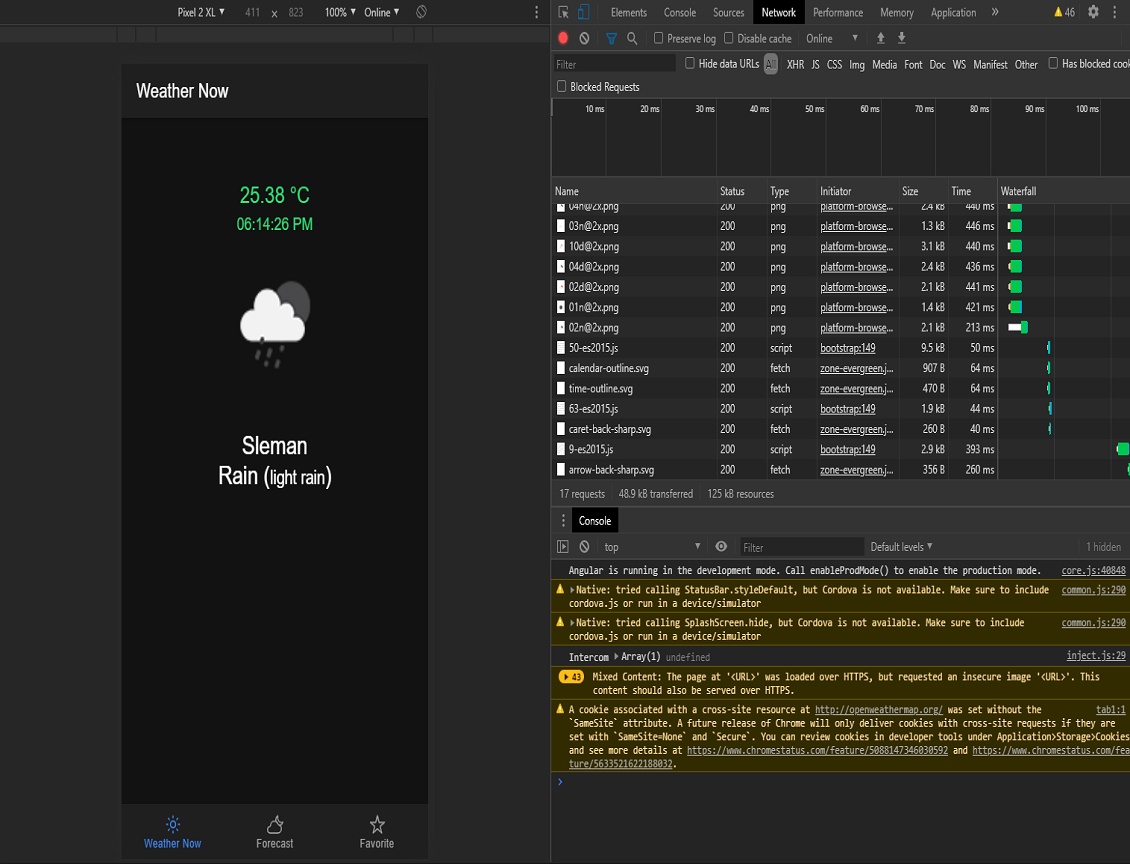 Pixel 2 XL ▼ 411 x 823 100% ▼ Online ▼
Weather Now
25.38 °C
06:14:26 PM
Sleman
Rain (light rain)
Weather Now Forecast Favorite
Elements Console Sources Network Performance Memory Application » 46
Preserve log Disable cache Online ▼
Filter Hide data URLs All XHR JS CSS Img Media Font Doc WS Manifest Other Has blocked cook
Blocked Requests
10 ms 20 ms 30 ms 40 ms 50 ms 60 ms 70 ms 80 ms 90 ms 100 ms
Name Status Type Initiator Size Time Waterfall
04n@2x.png 200 png platform-browse... 2.4 kB 440 ms
03n@2x.png 200 png platform-browse... 1.3 kB 446 ms
10d@2x.png 200 png platform-browse... 3.1 kB 440 ms
04d@2x.png 200 png platform-browse... 2.4 kB 436 ms
02d@2x.png 200 png platform-browse... 2.1 kB 441 ms
01n@2x.png 200 png platform-browse... 1.4 kB 421 ms
02n@2x.png 200 png platform-browse... 2.1 kB 213 ms
50-es2015.js 200 script bootstrap:149 9.5 kB 50 ms
calendar-outline.svg 200 fetch zone-evergreen.j... 907 B 64 ms
time-outline.svg 200 fetch zone-evergreen.j... 470 B 64 ms
63-es2015.js 200 script bootstrap:149 1.9 kB 44 ms
caret-back-sharp.svg 200 fetch zone-evergreen.j... 260 B 40 ms
9-es2015.js 200 script bootstrap:149 2.9 kB 393 ms
arrow-back-sharp.svg 200 fetch zone-evergreen.j... 356 B 260 ms
17 requests 48.9 kB transferred 125 kB resources
Console
top ▼ Filter Default levels ▼ 1 hidden
Angular is running in the development mode. Call enableProdMode() to enable the production mode. core.js:40848
Native: tried calling StatusBar.styleDefault, but Cordova is not available. Make sure to include common.js:290
cordova.js or run in a device/simulator
Native: tried calling SplashScreen.hide, but Cordova is not available. Make sure to include common.js:290
cordova.js or run in a device/simulator
Intercom Array(1) undefined inject.js:29
43 Mixed Content: The page at '<URL>' was loaded over HTTPS, but requested an insecure image '<URL>'. This
content should also be served over HTTPS.
A cookie associated with a cross-site resource at http://openweathermap.org/ was set without the tab1:1
`SameSite` attribute. A future release of Chrome will only deliver cookies with cross-site requests if they are
set with `SameSite=None` and `Secure`. You can review cookies in developer tools under Application>Storage>Cookies
and see more details at https://www.chromestatus.com/feature/5088147346030592 and https://www.chromestatus.com/fea
ture/5633521622188032.